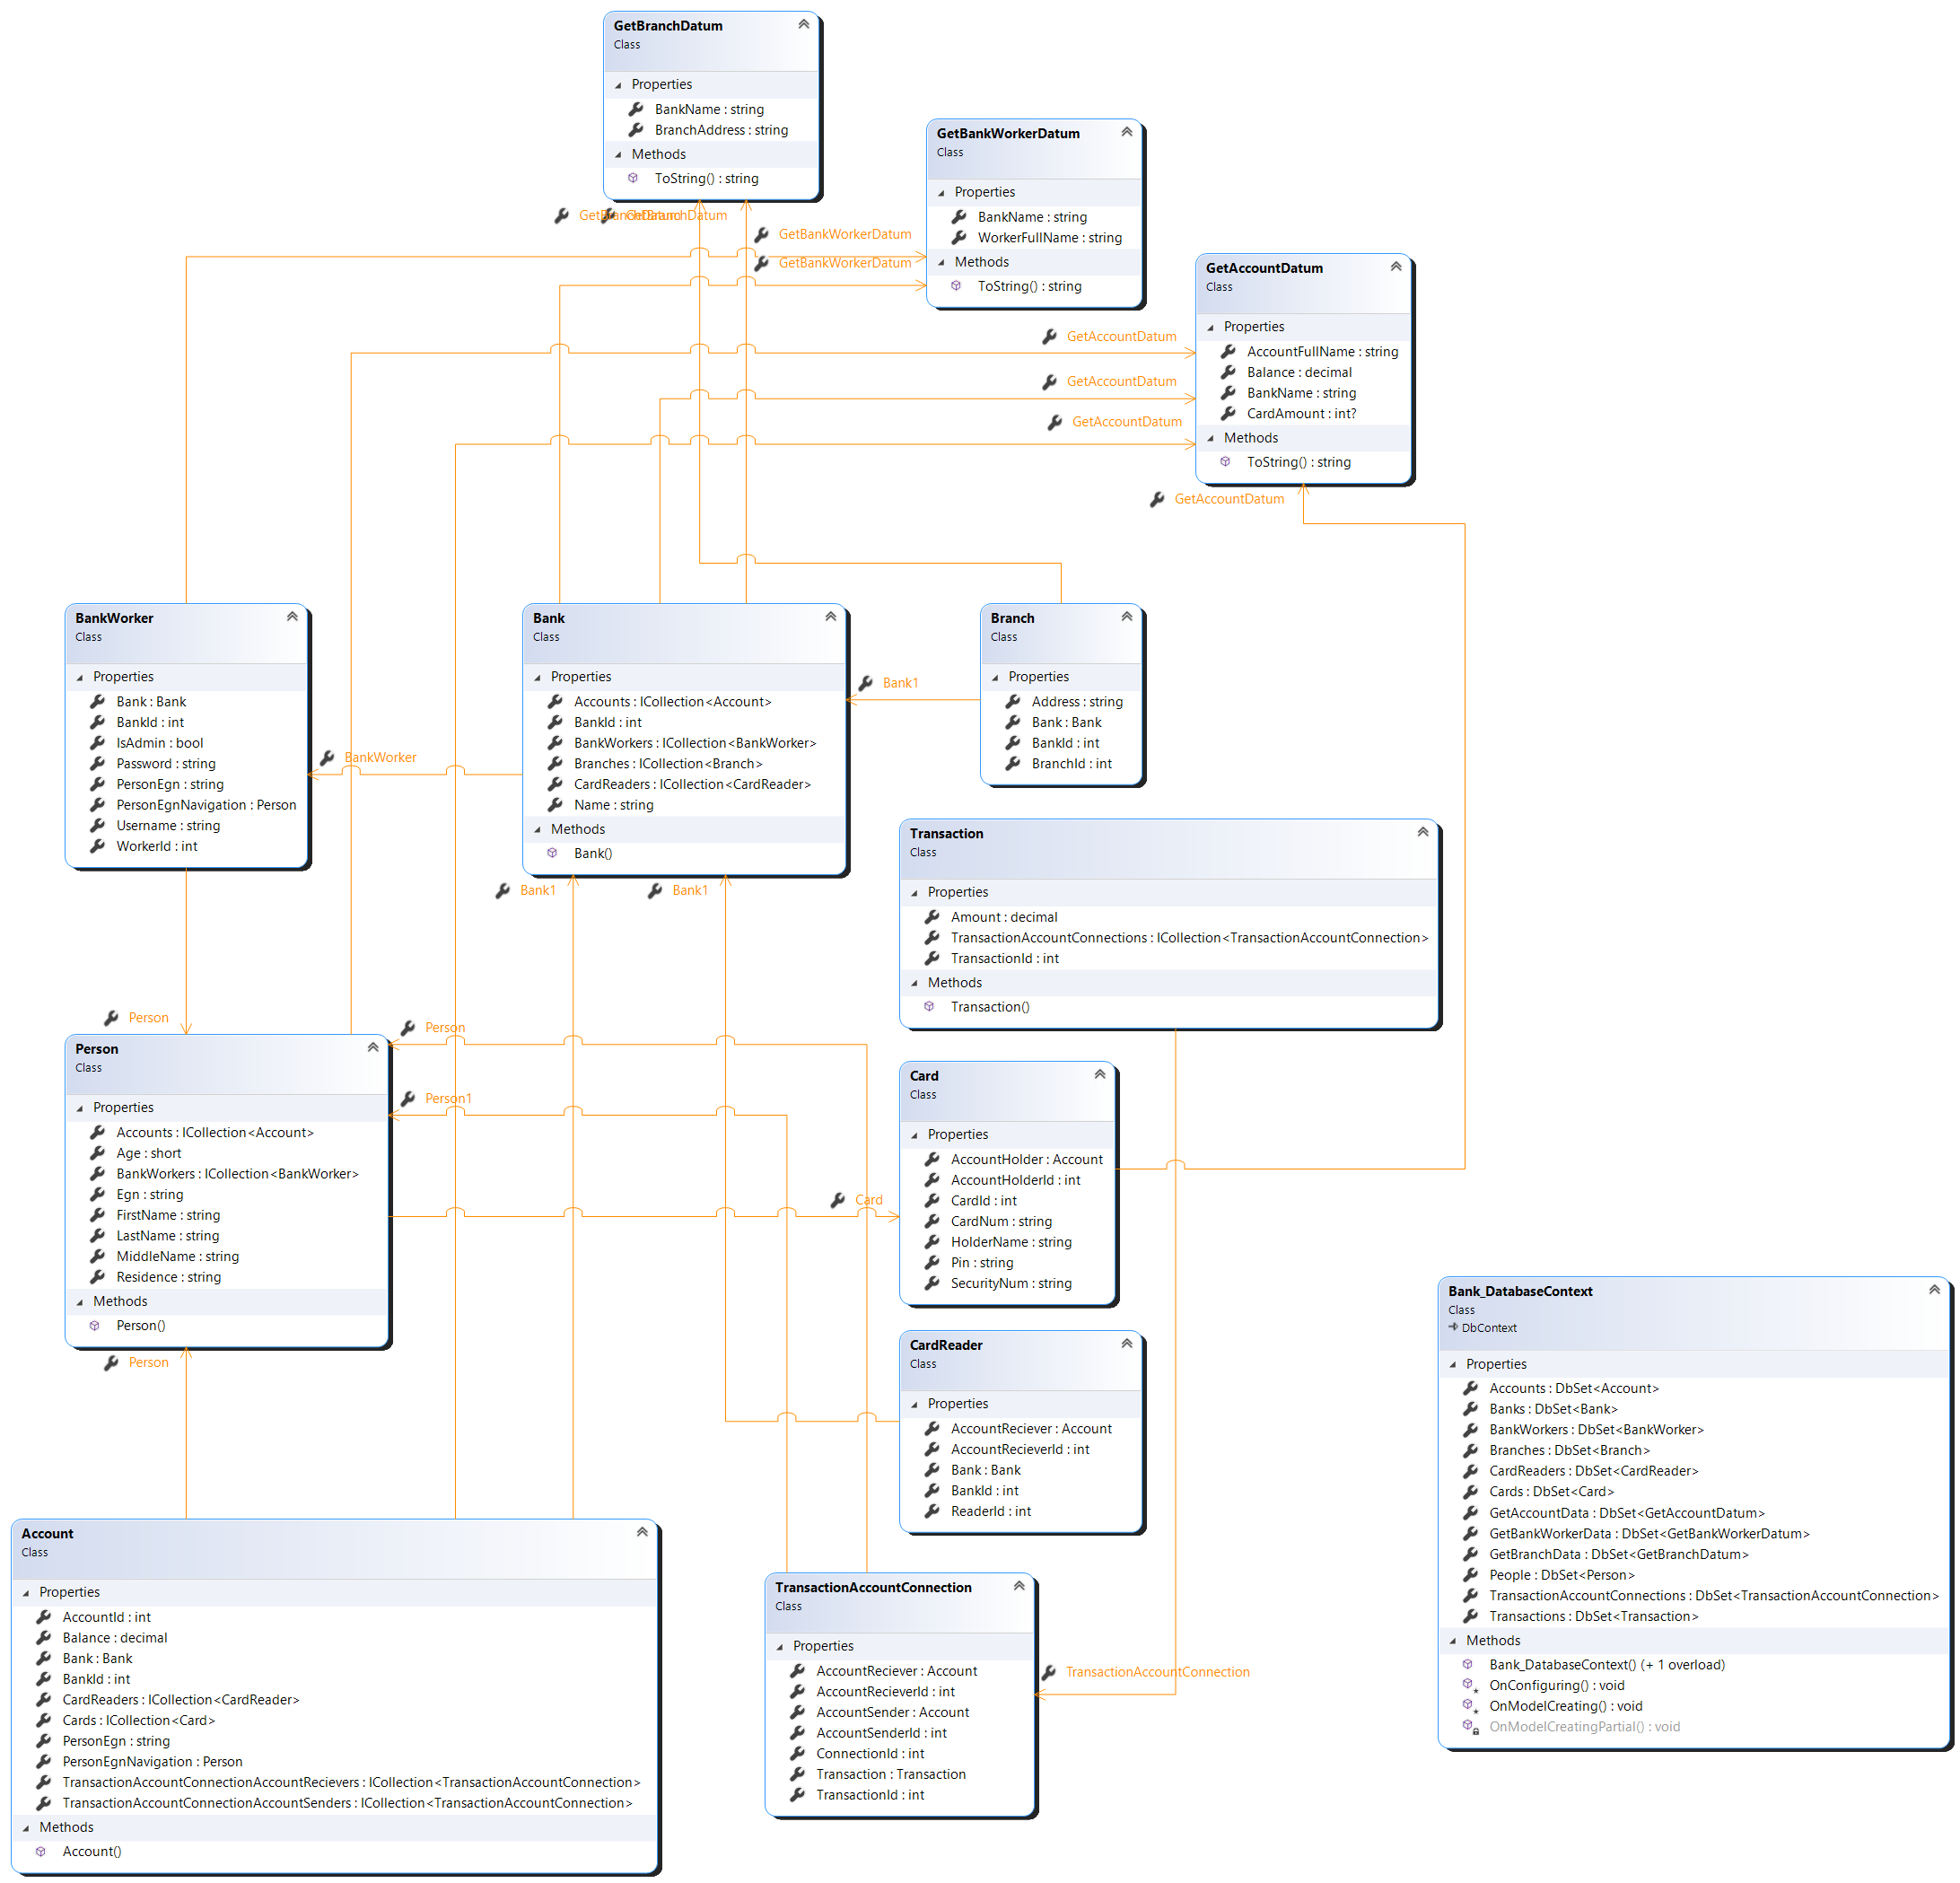 GetBranchDatum
Class
Properties
BankName : string
BranchAddress : string
Methods
ToString() : string
GetBranchDatum
GetBranchDatum
GetBankWorkerDatum
Class
Properties
BankName : string
WorkerFullName : string
Methods
ToString() : string
GetBankWorkerDatum
GetBankWorkerDatum
GetAccountDatum
Class
Properties
AccountFullName : string
Balance : decimal
BankName : string
CardAmount : int?
Methods
ToString() : string
GetAccountDatum
GetAccountDatum
GetAccountDatum
GetAccountDatum
BankWorker
Class
Properties
Bank : Bank
BankId : int
IsAdmin : bool
Password : string
PersonEgn : string
PersonEgnNavigation : Person
Username : string
WorkerId : int
BankWorker
Bank
Class
Properties
Accounts : ICollection<Account>
BankId : int
BankWorkers : ICollection<BankWorker>
Branches : ICollection<Branch>
CardReaders : ICollection<CardReader>
Name : string
Methods
Bank()
Bank1
Branch
Class
Properties
Address : string
Bank : Bank
BankId : int
BranchId : int
Bank1
Bank1
Transaction
Class
Properties
Amount : decimal
TransactionAccountConnections : ICollection<TransactionAccountConnection>
TransactionId : int
Methods
Transaction()
Person
Person
Person1
Person
Class
Properties
Accounts : ICollection<Account>
Age : short
BankWorkers : ICollection<BankWorker>
Egn : string
FirstName : string
LastName : string
MiddleName : string
Residence : string
Methods
Person()
Person
Card
Card
Class
Properties
AccountHolder : Account
AccountHolderId : int
CardId : int
CardNum : string
HolderName : string
Pin : string
SecurityNum : string
CardReader
Class
Properties
AccountReciever : Account
AccountRecieverId : int
Bank : Bank
BankId : int
ReaderId : int
Bank_DatabaseContext
Class
DbContext
Properties
Accounts : DbSet<Account>
Banks : DbSet<Bank>
BankWorkers : DbSet<BankWorker>
Branches : DbSet<Branch>
CardReaders : DbSet<CardReader>
Cards : DbSet<Card>
GetAccountData : DbSet<GetAccountDatum>
GetBankWorkerData : DbSet<GetBankWorkerDatum>
GetBranchData : DbSet<GetBranchDatum>
People : DbSet<Person>
TransactionAccountConnections : DbSet<TransactionAccountConnection>
Transactions : DbSet<Transaction>
Methods
Bank_DatabaseContext() (+ 1 overload)
OnConfiguring() : void
OnModelCreating() : void
OnModelCreatingPartial() : void
Account
Class
Properties
AccountId : int
Balance : decimal
Bank : Bank
BankId : int
CardReaders : ICollection<CardReader>
Cards : ICollection<Card>
PersonEgn : string
PersonEgnNavigation : Person
TransactionAccountConnectionAccountRecievers : ICollection<TransactionAccountConnection>
TransactionAccountConnectionAccountSenders : ICollection<TransactionAccountConnection>
Methods
Account()
TransactionAccountConnection
Class
Properties
AccountReciever : Account
AccountRecieverId : int
AccountSender : Account
AccountSenderId : int
ConnectionId : int
Transaction : Transaction
TransactionId : int
TransactionAccountConnection